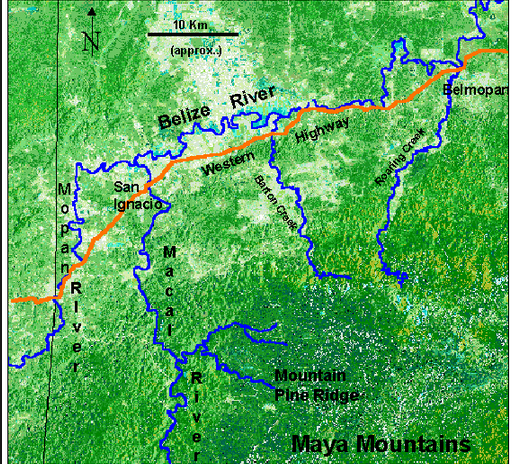 10 Km
(approx..)
N
Belize River
Belmopan
Highway
Western
Roaring Creek
Barton Creek
San
Ignacio
Mopan
River
Macal
River
Mountain
Pine Ridge
Maya Mountains